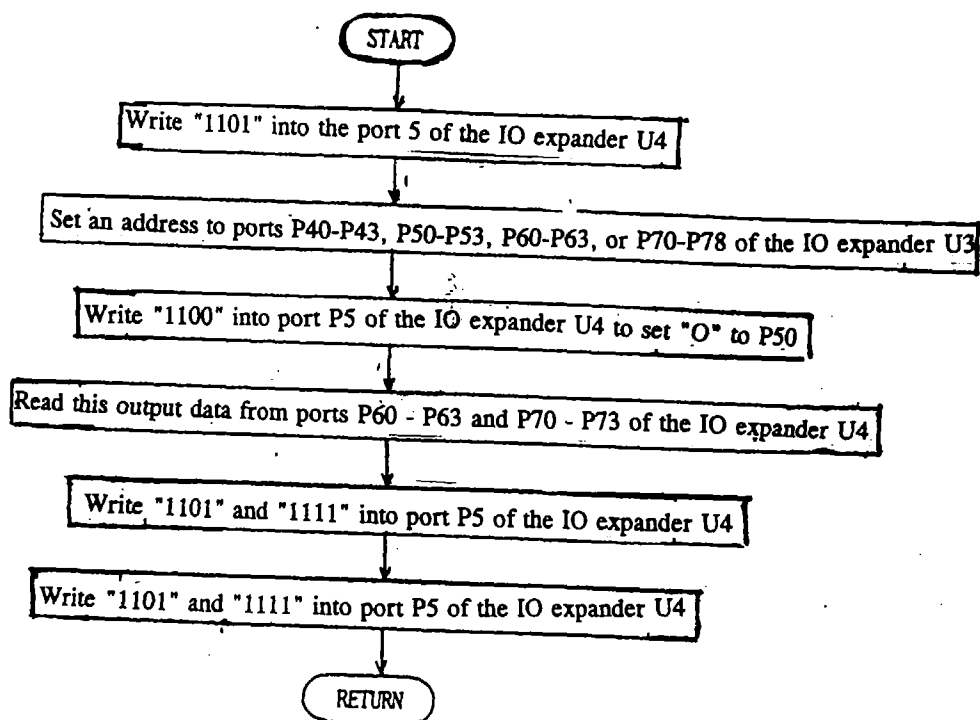 START
Write "1101" into the port 5 of the IO expander U4
Set an address to ports P40-P43, P50-P53, P60-P63, or P70-P78 of the IO expander U3
Write "1100" into port P5 of the IO expander U4 to set "O" to P50
Read this output data from ports P60 - P63 and P70 - P73 of the IO expander U4
Write "1101" and "1111" into port P5 of the IO expander U4
Write "1101" and "1111" into port P5 of the IO expander U4
RETURN